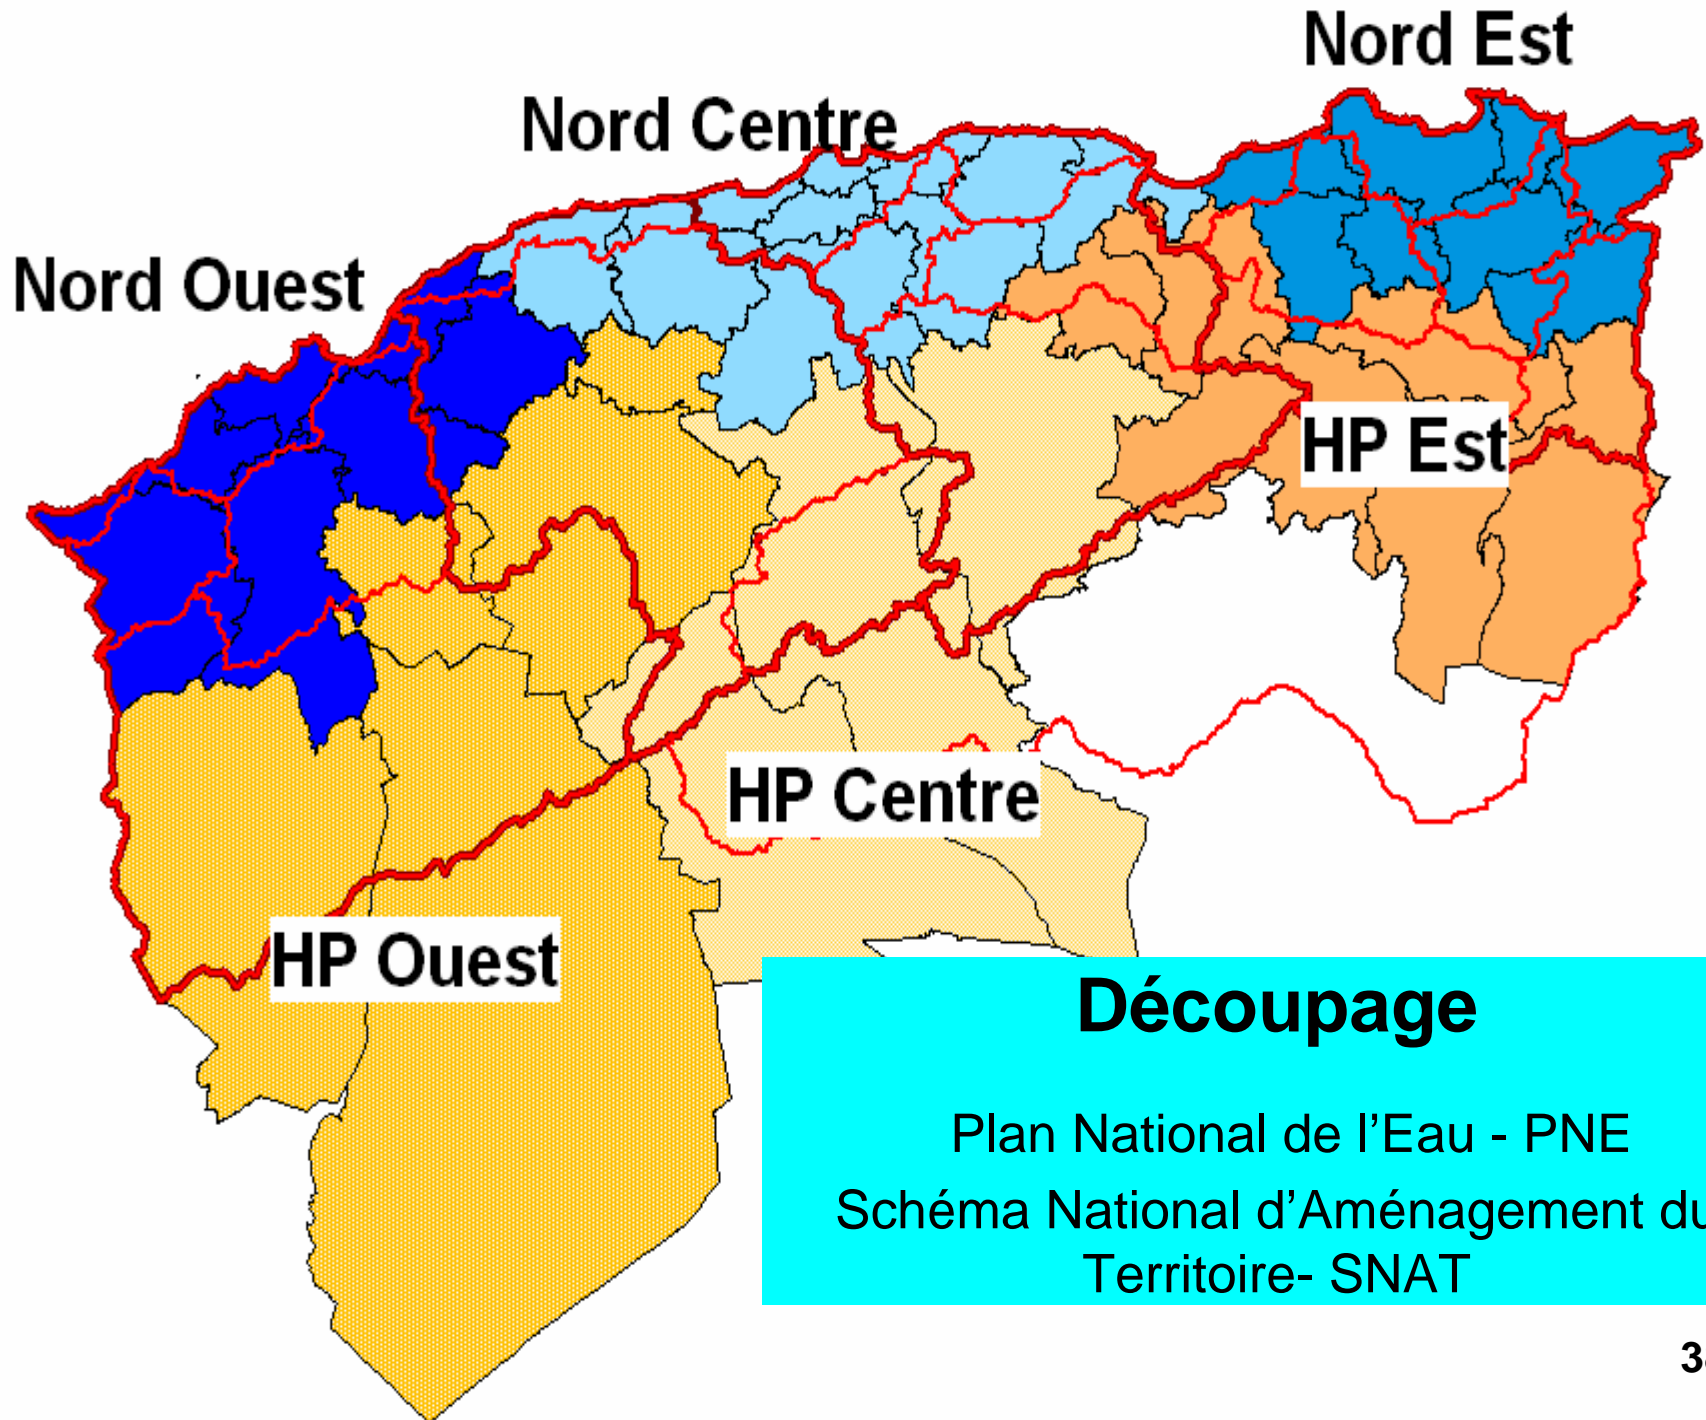 Nord Est
Nord Centre
Nord Ouest
HP Est
HP Centre
HP Ouest
Découpage
Plan National de l’Eau - PNE
Schéma National d’Aménagement du
Territoire- SNAT